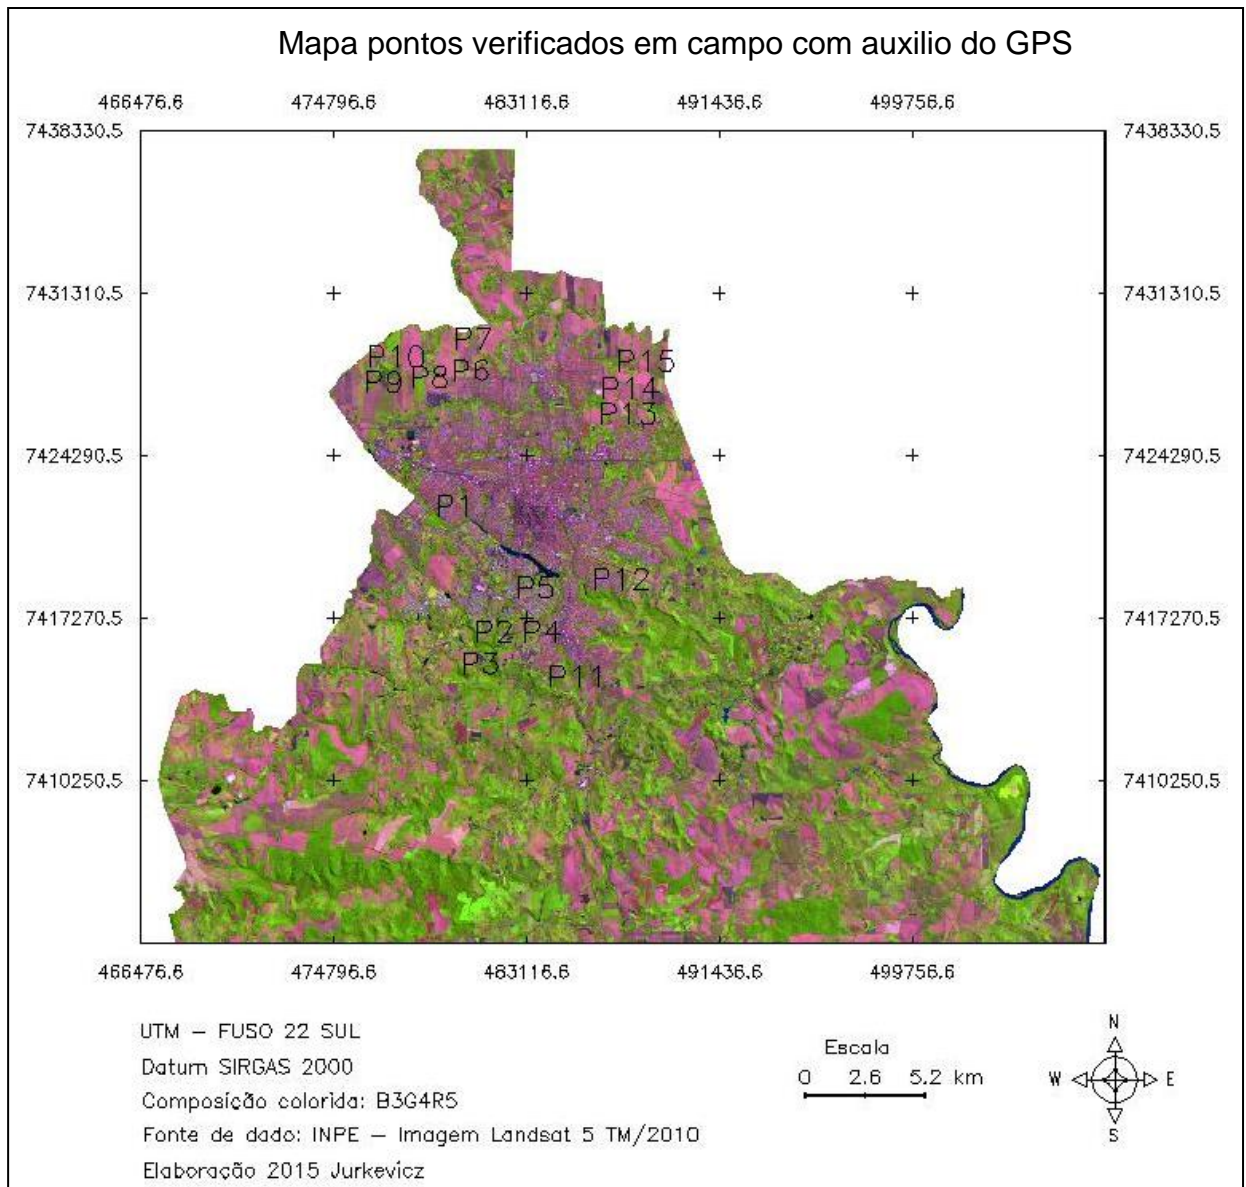 Mapa pontos verificados em campo com auxilio do GPS
466476.6 474796.6 483116.6 491436.6 499756.6
7438330.5 7438330.5
7431310.5 7431310.5
P7
P10 P15
P9 P8 P6
P14
P13
7424290.5 7424290.5
P1
P5 P12
7417270.5 7417270.5
P2 P4
P3 P11
7410250.5 7410250.5
466476.6 474796.6 483116.6 491436.6 499756.6
UTM – FUSO 22 SUL
Datum SIRGAS 2000
Composição colorida: B3G4R5
Fonte de dado: INPE – Imagem Landsat 5 TM/2010
Elaboração 2015 Jurkevicz
Escala
0 2.6 5.2 km
N
W E
S